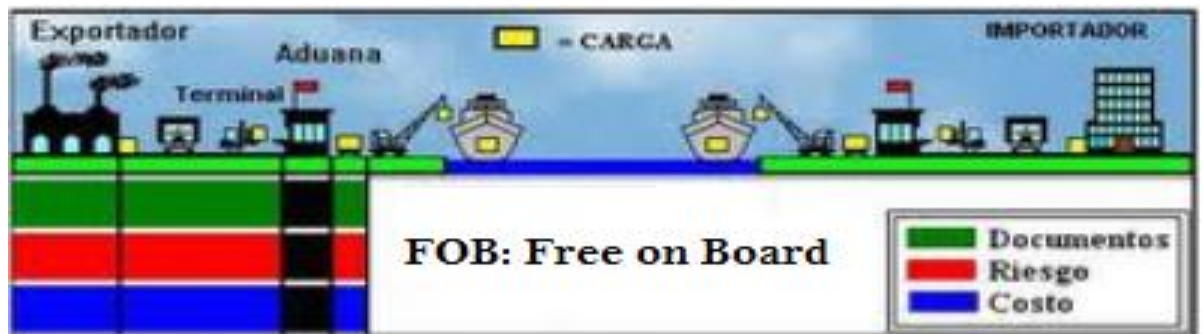 Exportador
Aduana
Terminal
= CARGA
IMPORTADOR
FOB: Free on Board
Documentos
Riesgo
Costo